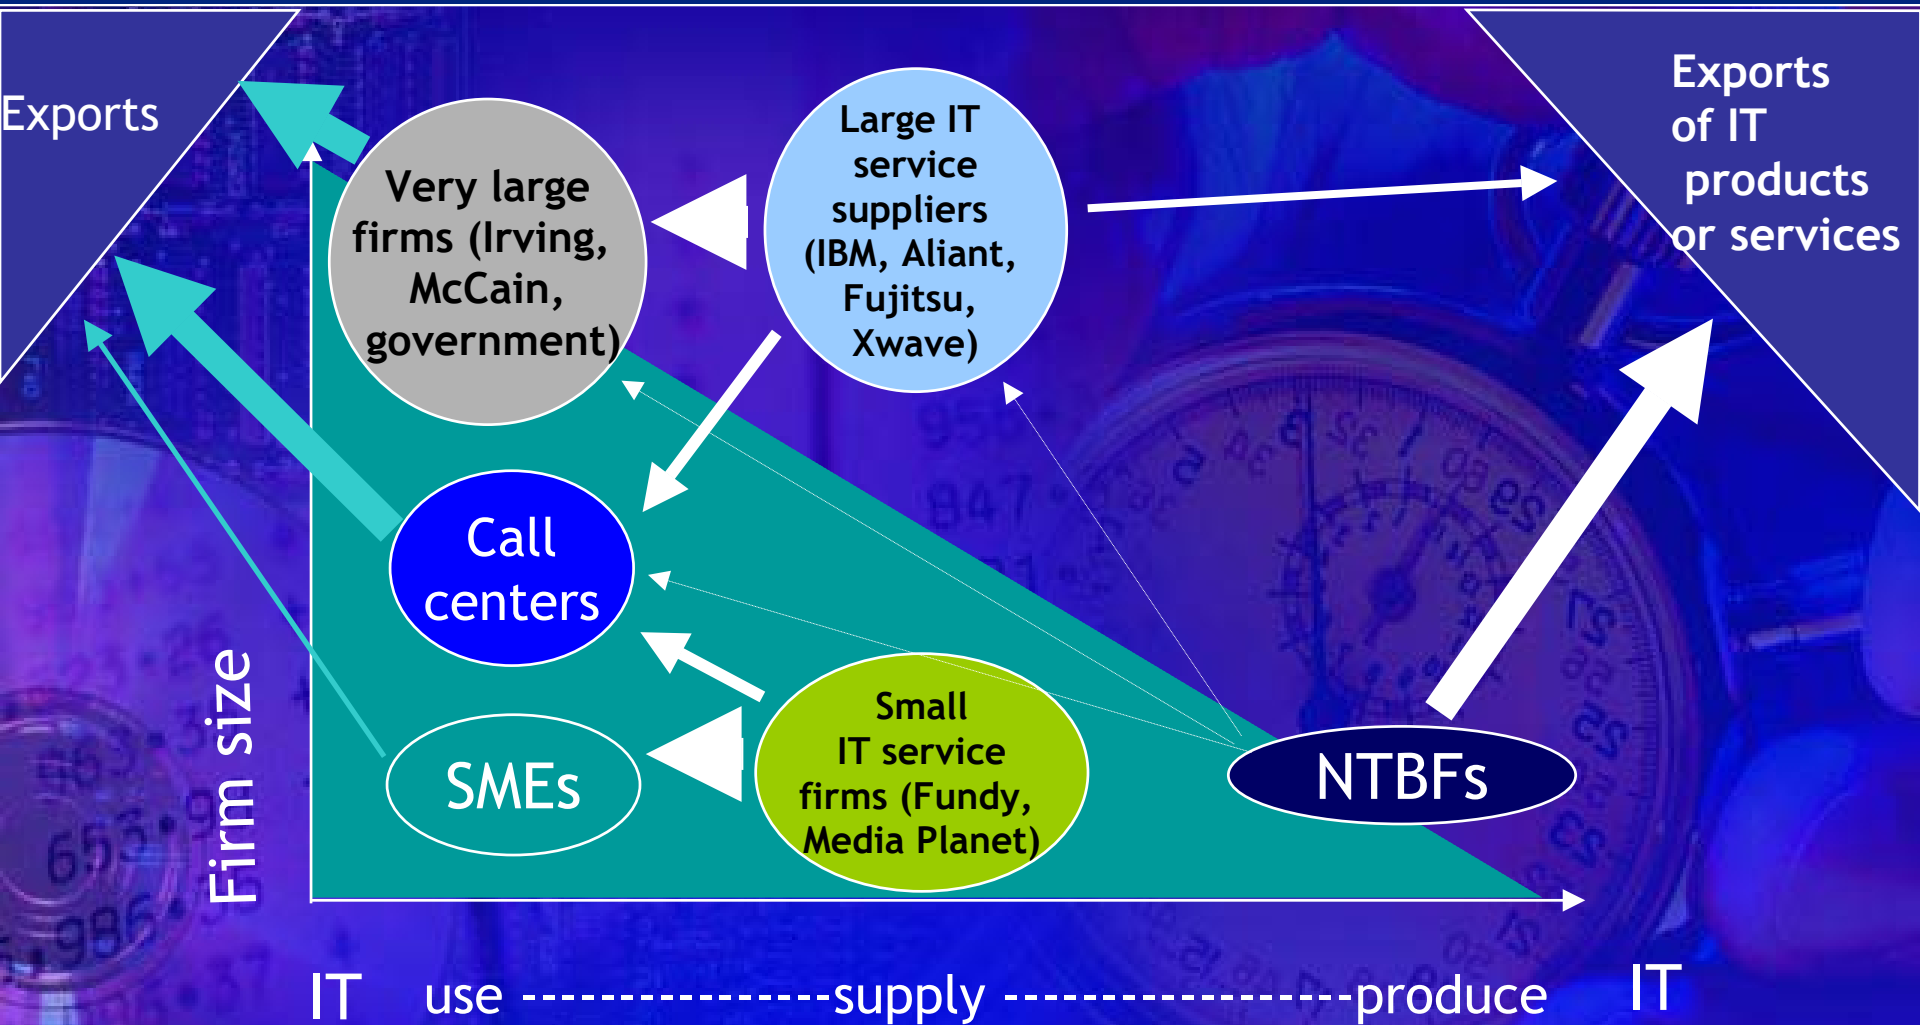 Exports
Very large
firms (Irving,
McCain,
government)
Large IT
service
suppliers
(IBM, Aliant,
Fujitsu,
Xwave)
Exports
of IT
products
or services
Call
centers
SMEs
Small
IT service
firms (Fundy,
Media Planet)
NTBFs
Firm size
IT use -----------------supply -------------------produce IT